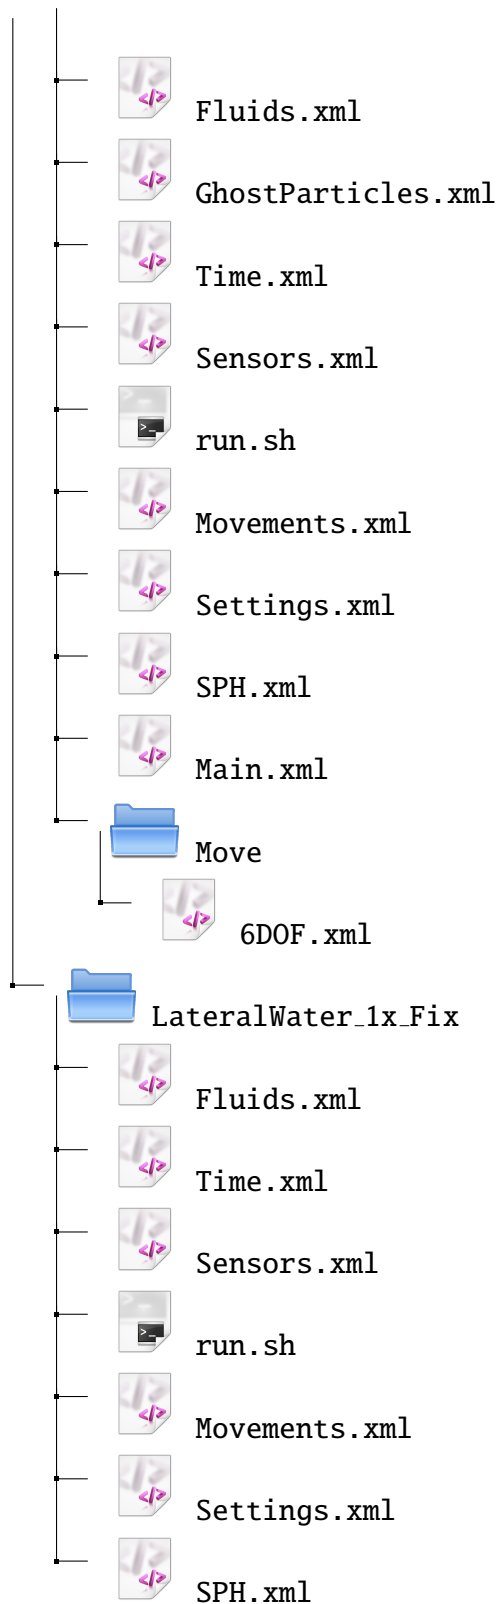 Fluids.xml
GhostParticles.xml
Time.xml
Sensors.xml
run.sh
Movements.xml
Settings.xml
SPH.xml
Main.xml
Move
6DOF.xml
LateralWater_1x_Fix
Fluids.xml
Time.xml
Sensors.xml
run.sh
Movements.xml
Settings.xml
SPH.xml